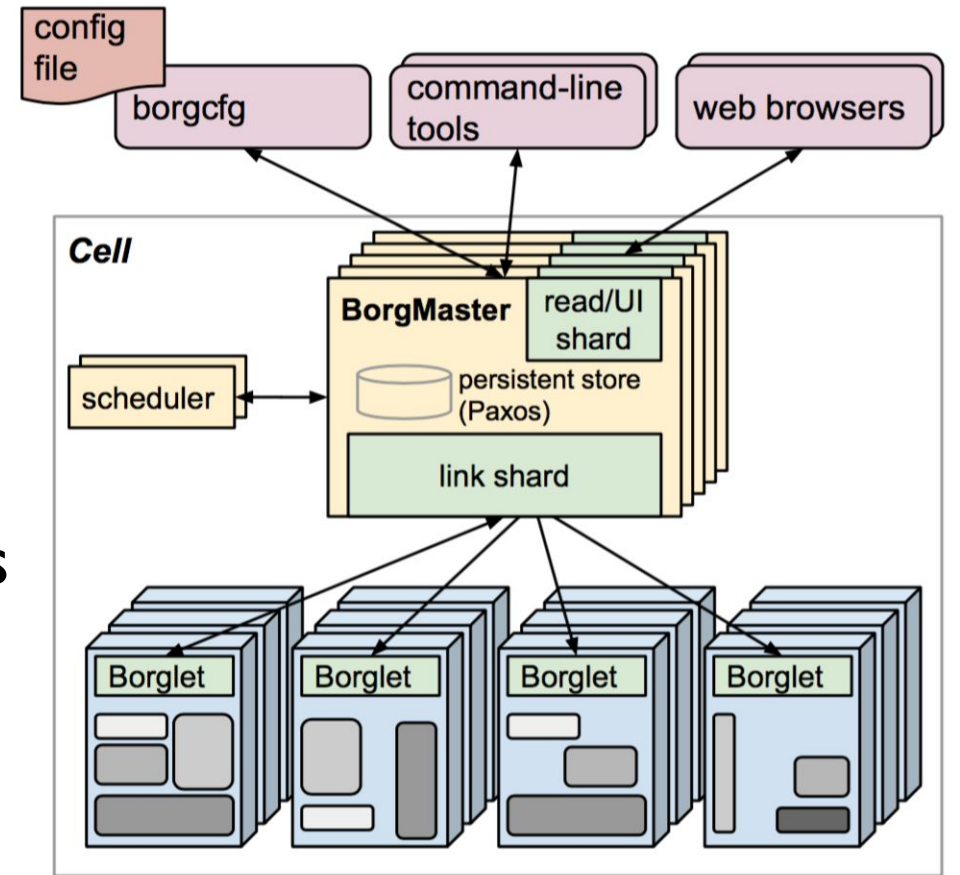 config
file
borgcfg
command-line
tools
web browsers
Cell
BorgMaster
read/UI
shard
scheduler
persistent store
(Paxos)
link shard
s
Borglet
Borglet
Borglet
Borglet